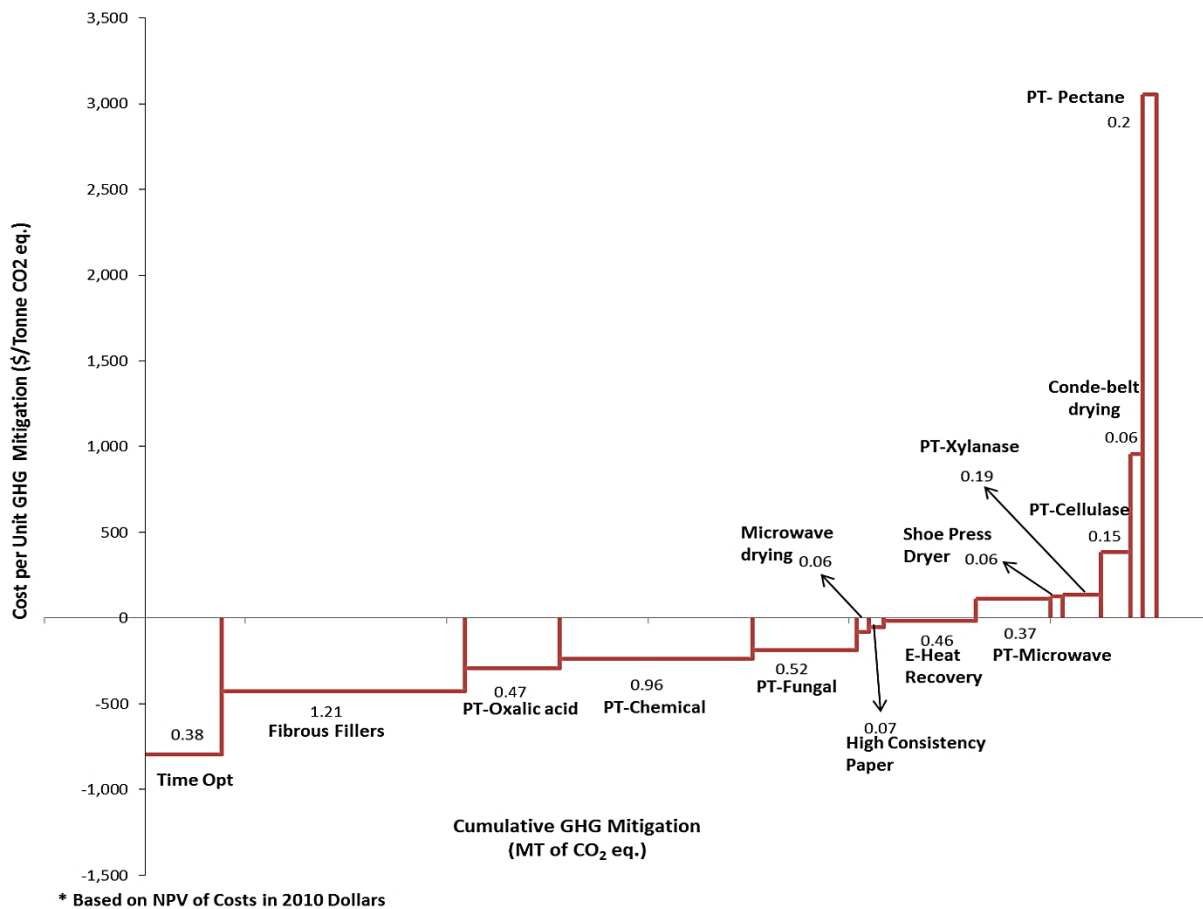 3,500
3,000
2,500
2,000
1,500
1,000
500
0
-500
-1,000
-1,500
Cost per Unit GHG Mitigation ($/Tonne CO2 eq.)
PT- Pectane
0.2
Conde-belt
drying
0.06
PT-Xylanase
0.19
PT-Cellulase
0.15
Microwave
drying
0.06
Shoe Press
Dryer
0.06
0.38
Time Opt
1.21
Fibrous Fillers
0.47
PT-Oxalic acid
0.96
PT-Chemical
0.52
PT-Fungal
0.07
High Consistency
Paper
0.46
E-Heat
Recovery
0.37
PT-Microwave
Cumulative GHG Mitigation
(MT of CO₂ eq.)
* Based on NPV of Costs in 2010 Dollars